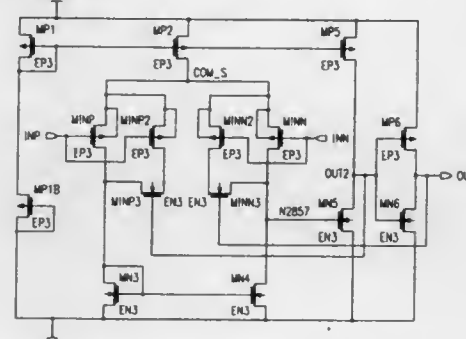 MP1
MP2
MP5
EP3
EP3
EP3
COM_S
MINP
MINP2
MINN2
MINN
MP6
INP
INN
EP3
EP3
EP3
EP3
EP3
OUT2
MP1B
EN3
EN3
N2857
MN5
MN6
EP3
MINP3
MINN3
EN3
EN3
MN3
MN4
EN3
EN3